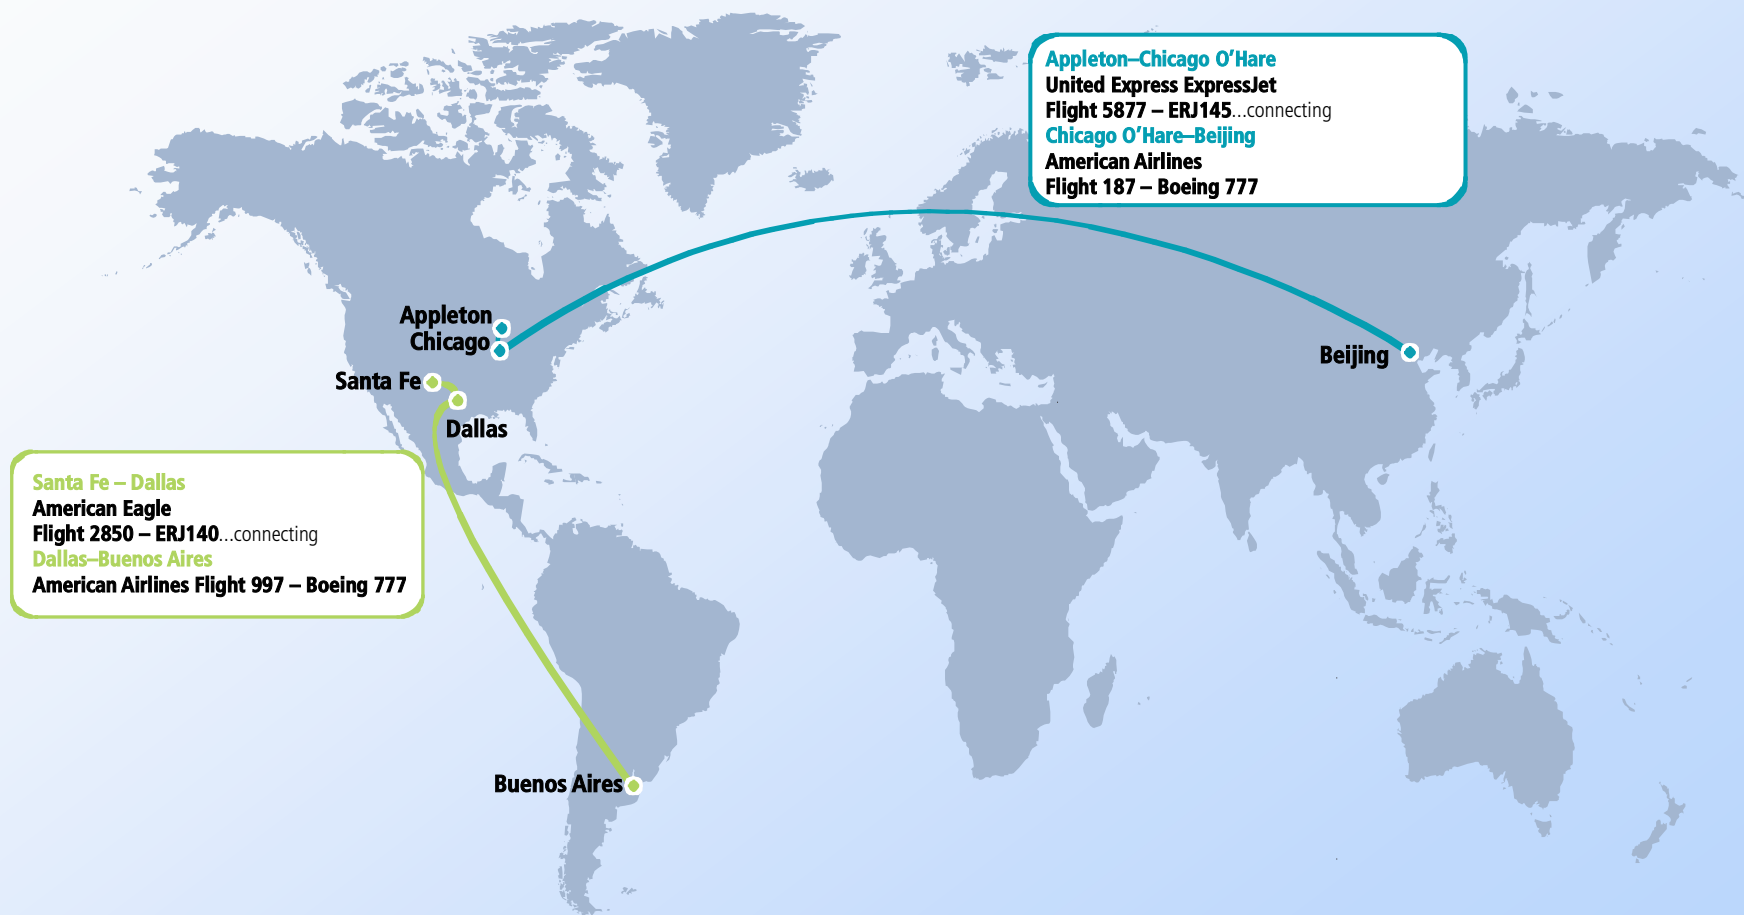 Appleton–Chicago O’Hare
United Express ExpressJet
Flight 5877 – ERJ145...connecting
Chicago O’Hare–Beijing
American Airlines
Flight 187 – Boeing 777
Appleton
Chicago
Beijing
Santa Fe
Dallas
Santa Fe – Dallas
American Eagle
Flight 2850 – ERJ140...connecting
Dallas–Buenos Aires
American Airlines Flight 997 – Boeing 777
Buenos Aires